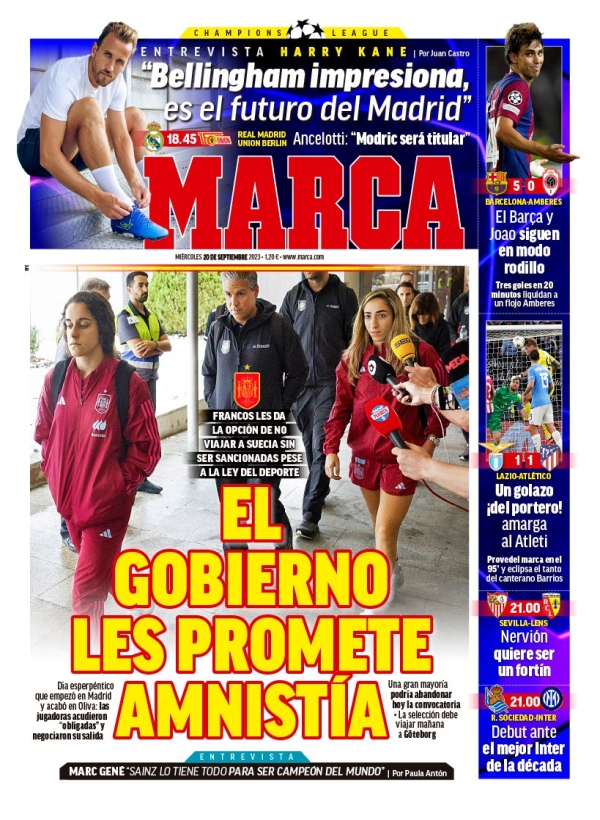 CHAMPIONS LEAGUE
ENTREVISTA HARRY KANE | Por Juan Castro
“Bellingham impresiona,
es el futuro del Madrid”
18.45
REAL MADRID
UNION BERLIN
Ancelotti: “Modric será titular”
MARCA
MIÉRCOLES 20 DE SEPTIEMBRE 2023 • 1,20 € • www.marca.com
5-0
BARCELONA-AMBERES
El Barça y
Joao siguen
en modo
rodillo
Tres goles en 20
minutos liquidan a
un flojo Amberes
1-1
LAZIO-ATLÉTICO
Un golazo
¡del portero!
amarga
al Atleti
Provedel marca en el
95' y eclipsa el tanto
del canterano Barrios
21.00
SEVILLA-LENS
Nervión
quiere ser
un fortín
21.00
R. SOCIEDAD-INTER
Debut ante
el mejor Inter
de la década
FRANCOS LES DA
LA OPCIÓN DE NO
VIAJAR A SUECIA SIN
SER SANCIONADAS PESE
A LA LEY DEL DEPORTE
EL
GOBIERNO
LES PROMETE
AMNISTÍA
Día esperpéntico
que empezó en Madrid
y acabó en Oliva: las
jugadoras acudieron
“obligadas” y
negociaron su salida
Una gran mayoría
podría abandonar
hoy la convocatoria
• La selección debe
viajar mañana
a Göteborg
ENTREVISTA
MARC GENÉ “SAINZ LO TIENE TODO PARA SER CAMPEÓN DEL MUNDO” | Por Paula Antón